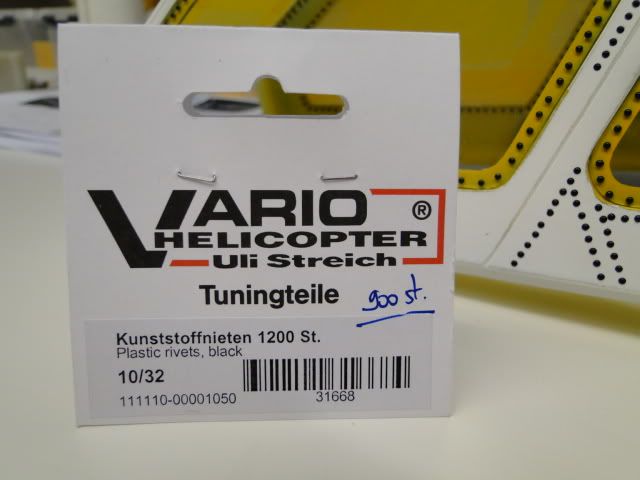 VARIO ®
HELICOPTER
Uli Streich
Tuningteile
900 st.
Kunststoffnieten 1200 St.
Plastic rivets, black
10/32
111110-00001050
31668